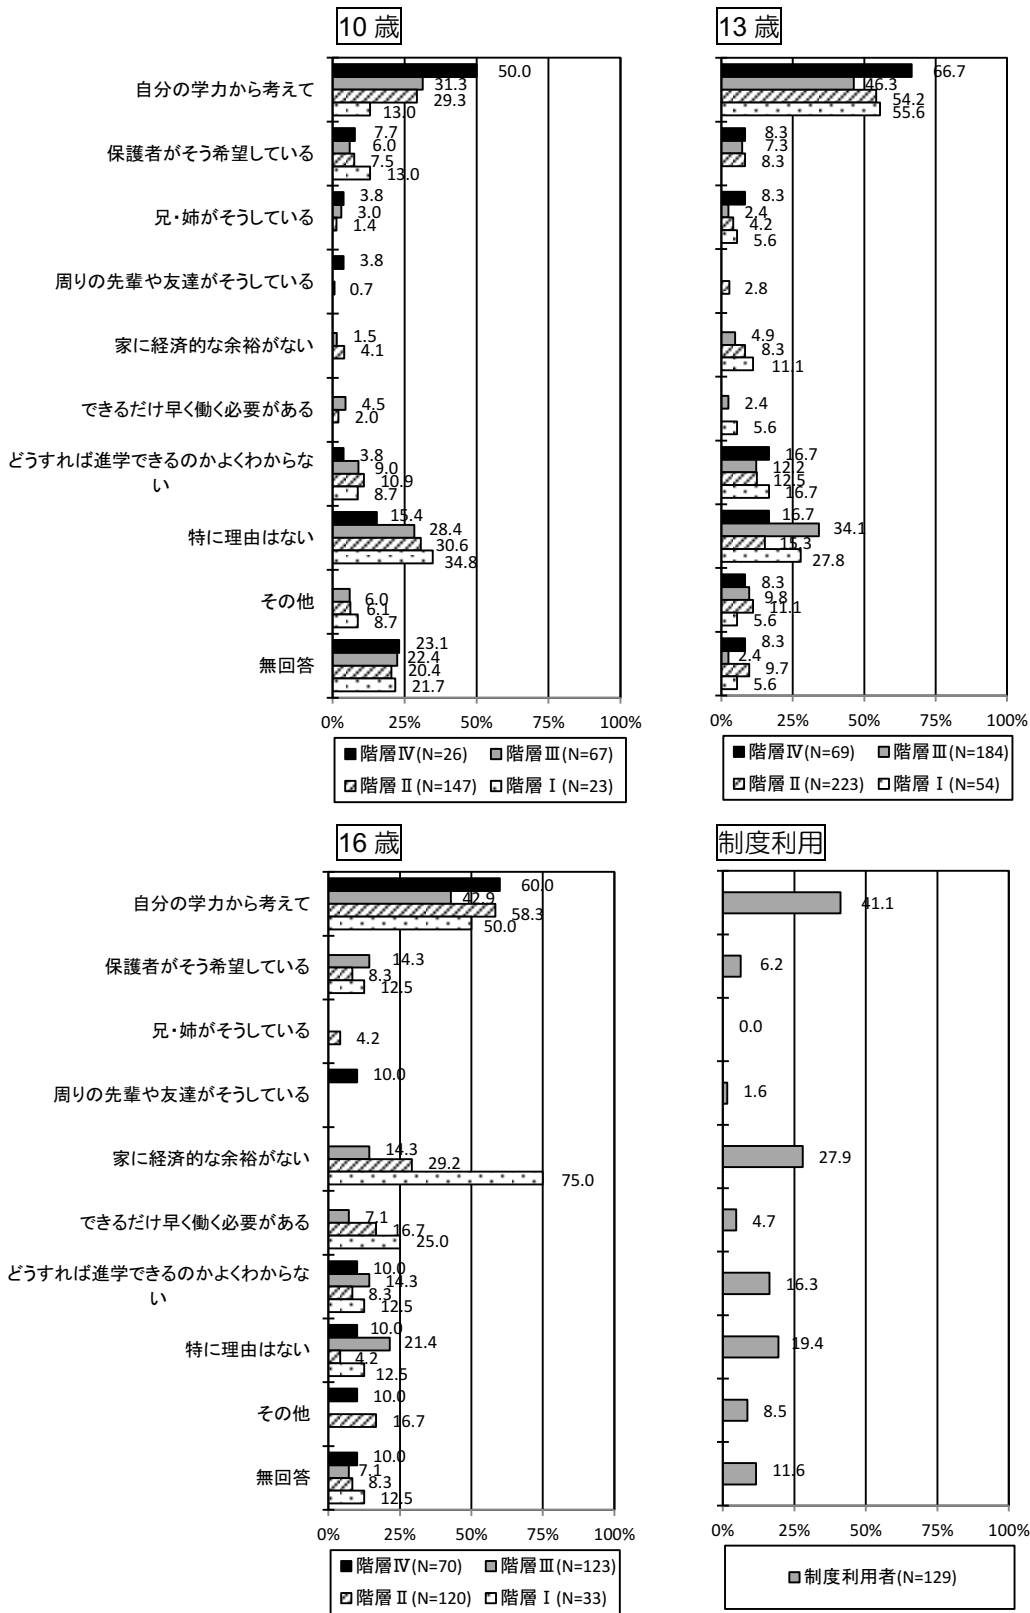 10 歳
自分の学力から考えて
50.0
31.3
29.3
13.0
保護者がそう希望している
7.7
6.0
7.5
13.0
兄・姉がそうしている
3.8
3.0
1.4
周りの先輩や友達がそうしている
3.8
0.7
家に経済的な余裕がない
1.5
4.1
できるだけ早く働く必要がある
4.5
2.0
どうすれば進学できるのかよくわからな
い
3.8
9.0
10.9
8.7
特に理由はない
15.4
28.4
30.6
34.8
その他
6.0
6.1
8.7
無回答
23.1
22.4
20.4
21.7
0% 25% 50% 75% 100%
階層Ⅳ(N=26) 階層Ⅲ(N=67)
階層Ⅱ(N=147) 階層Ⅰ(N=23)
13 歳
66.7
46.3
54.2
55.6
8.3
7.3
8.3
8.3
2.4
4.2
5.6
2.8
4.9
8.3
11.1
2.4
5.6
16.7
12.2
12.5
16.7
16.7
34.1
15.3
27.8
8.3
9.8
11.1
5.6
8.3
2.4
9.7
5.6
0% 25% 50% 75% 100%
階層Ⅳ(N=69) 階層Ⅲ(N=184)
階層Ⅱ(N=223) 階層Ⅰ(N=54)
16 歳
自分の学力から考えて
60.0
42.9
58.3
50.0
保護者がそう希望している
14.3
8.3
12.5
兄・姉がそうしている
4.2
周りの先輩や友達がそうしている
10.0
家に経済的な余裕がない
14.3
29.2
75.0
できるだけ早く働く必要がある
7.1
16.7
25.0
どうすれば進学できるのかよくわからな
い
10.0
14.3
8.3
12.5
特に理由はない
10.0
21.4
4.2
12.5
その他
10.0
16.7
無回答
10.0
7.1
8.3
12.5
0% 25% 50% 75% 100%
階層Ⅳ(N=70) 階層Ⅲ(N=123)
階層Ⅱ(N=120) 階層Ⅰ(N=33)
制度利用
41.1
6.2
0.0
1.6
27.9
4.7
16.3
19.4
8.5
11.6
0% 25% 50% 75% 100%
制度利用者(N=129)